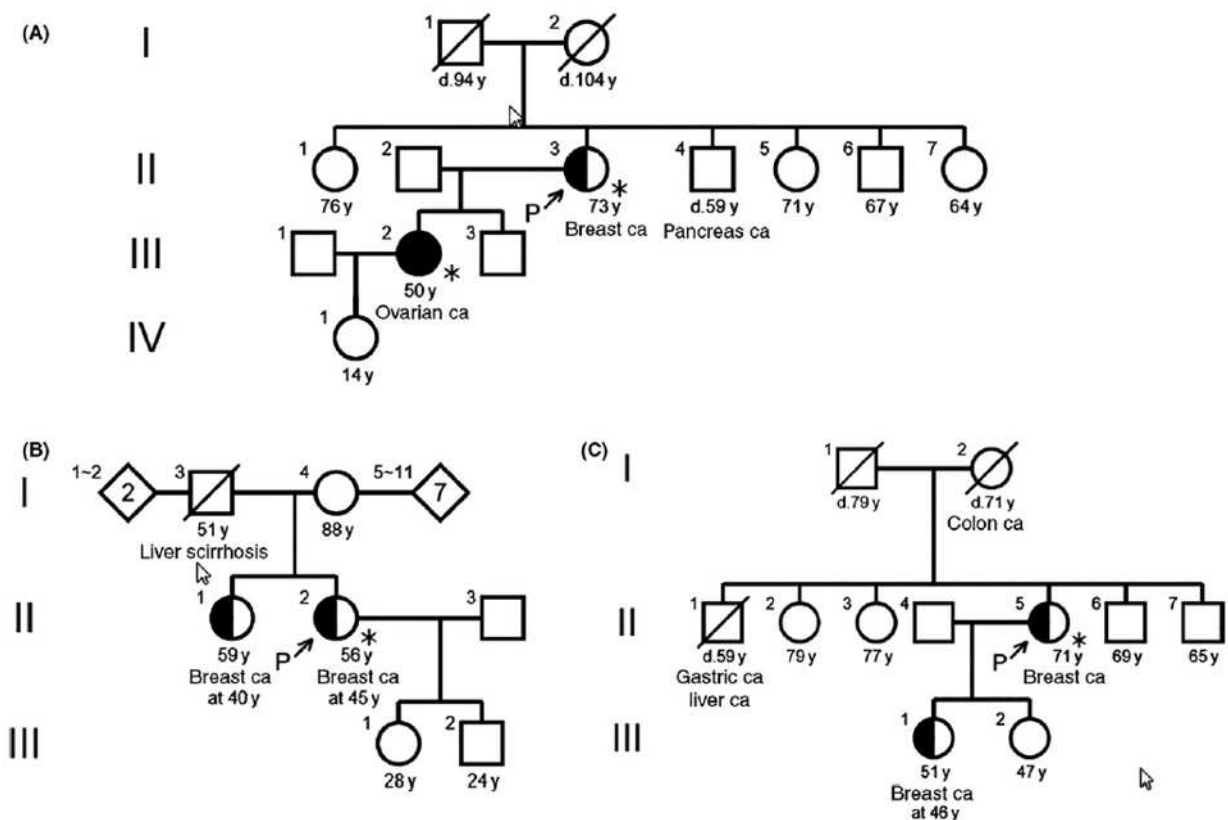 (A)
I
1 2
d.94 y d.104 y
II
1 2 3 4 5 6 7
P *
76 y 73 y d.59 y 71 y 67 y 64 y
Breast ca Pancreas ca
III
1 2 3
*
50 y
Ovarian ca
IV
1
14 y
(B)
I
1~2 3 4 5~11
2 7
51 y 88 y
Liver scirrhosis
II
1 2 3
P *
59 y 56 y
Breast ca Breast ca
at 40 y at 45 y
III
1 2
28 y 24 y
(C)
I
1 2
d.79 y d.71 y
Colon ca
II
1 2 3 4 5 6 7
P *
d.59 y 79 y 77 y 71 y 69 y 65 y
Gastric ca Breast ca
liver ca
III
1 2
51 y 47 y
Breast ca
at 46 y